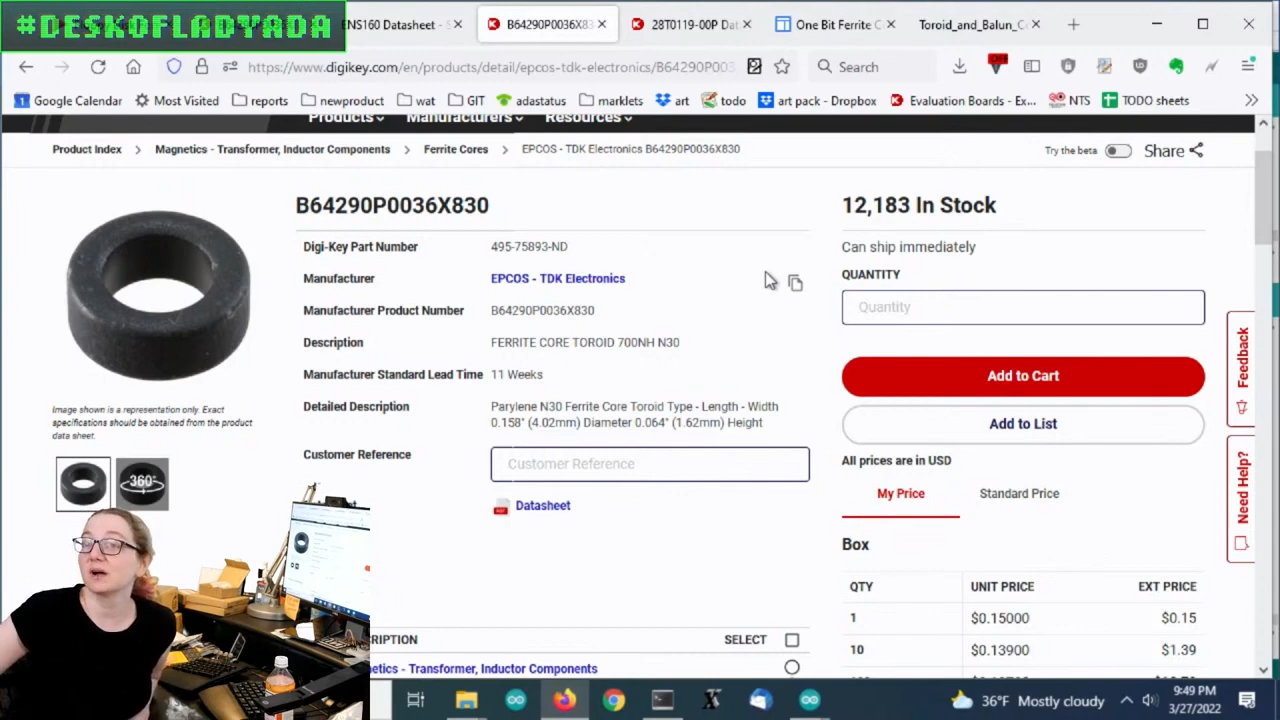 #DESKOFLADYADA
ENS160 Datasheet - S
B64290P0036X83
28T0119-00P Dat
One Bit Ferrite C
Toroid_and_Balun_C
https://www.digikey.com/en/products/detail/epcos-tdk-electronics/B64290P003
Search
OFF
Google Calendar
Most Visited
reports
newproduct
wat
GIT
adastatus
marklets
art
todo
art pack - Dropbox
Evaluation Boards - Ex...
NTS
TODO sheets
Products
Manufacturers
Resources
Product Index > Magnetics - Transformer, Inductor Components > Ferrite Cores > EPCOS - TDK Electronics B64290P0036X830
Try the beta
Share
B64290P0036X830
Digi-Key Part Number 495-75893-ND
Manufacturer EPCOS - TDK Electronics
Manufacturer Product Number B64290P0036X830
Description FERRITE CORE TOROID 700NH N30
Manufacturer Standard Lead Time 11 Weeks
Detailed Description Parylene N30 Ferrite Core Toroid Type - Length - Width
0.158" (4.02mm) Diameter 0.064" (1.62mm) Height
Customer Reference
Customer Reference
Datasheet
Image shown is a representation only. Exact
specifications should be obtained from the product
data sheet.
360°
12,183 In Stock
Can ship immediately
QUANTITY
Quantity
Add to Cart
Add to List
All prices are in USD
My Price
Standard Price
Box
QTY UNIT PRICE EXT PRICE
1 $0.15000 $0.15
10 $0.13900 $1.39
Feedback
Need Help?
CRIPTION
SELECT
etics - Transformer, Inductor Components
36°F Mostly cloudy
9:49 PM
3/27/2022